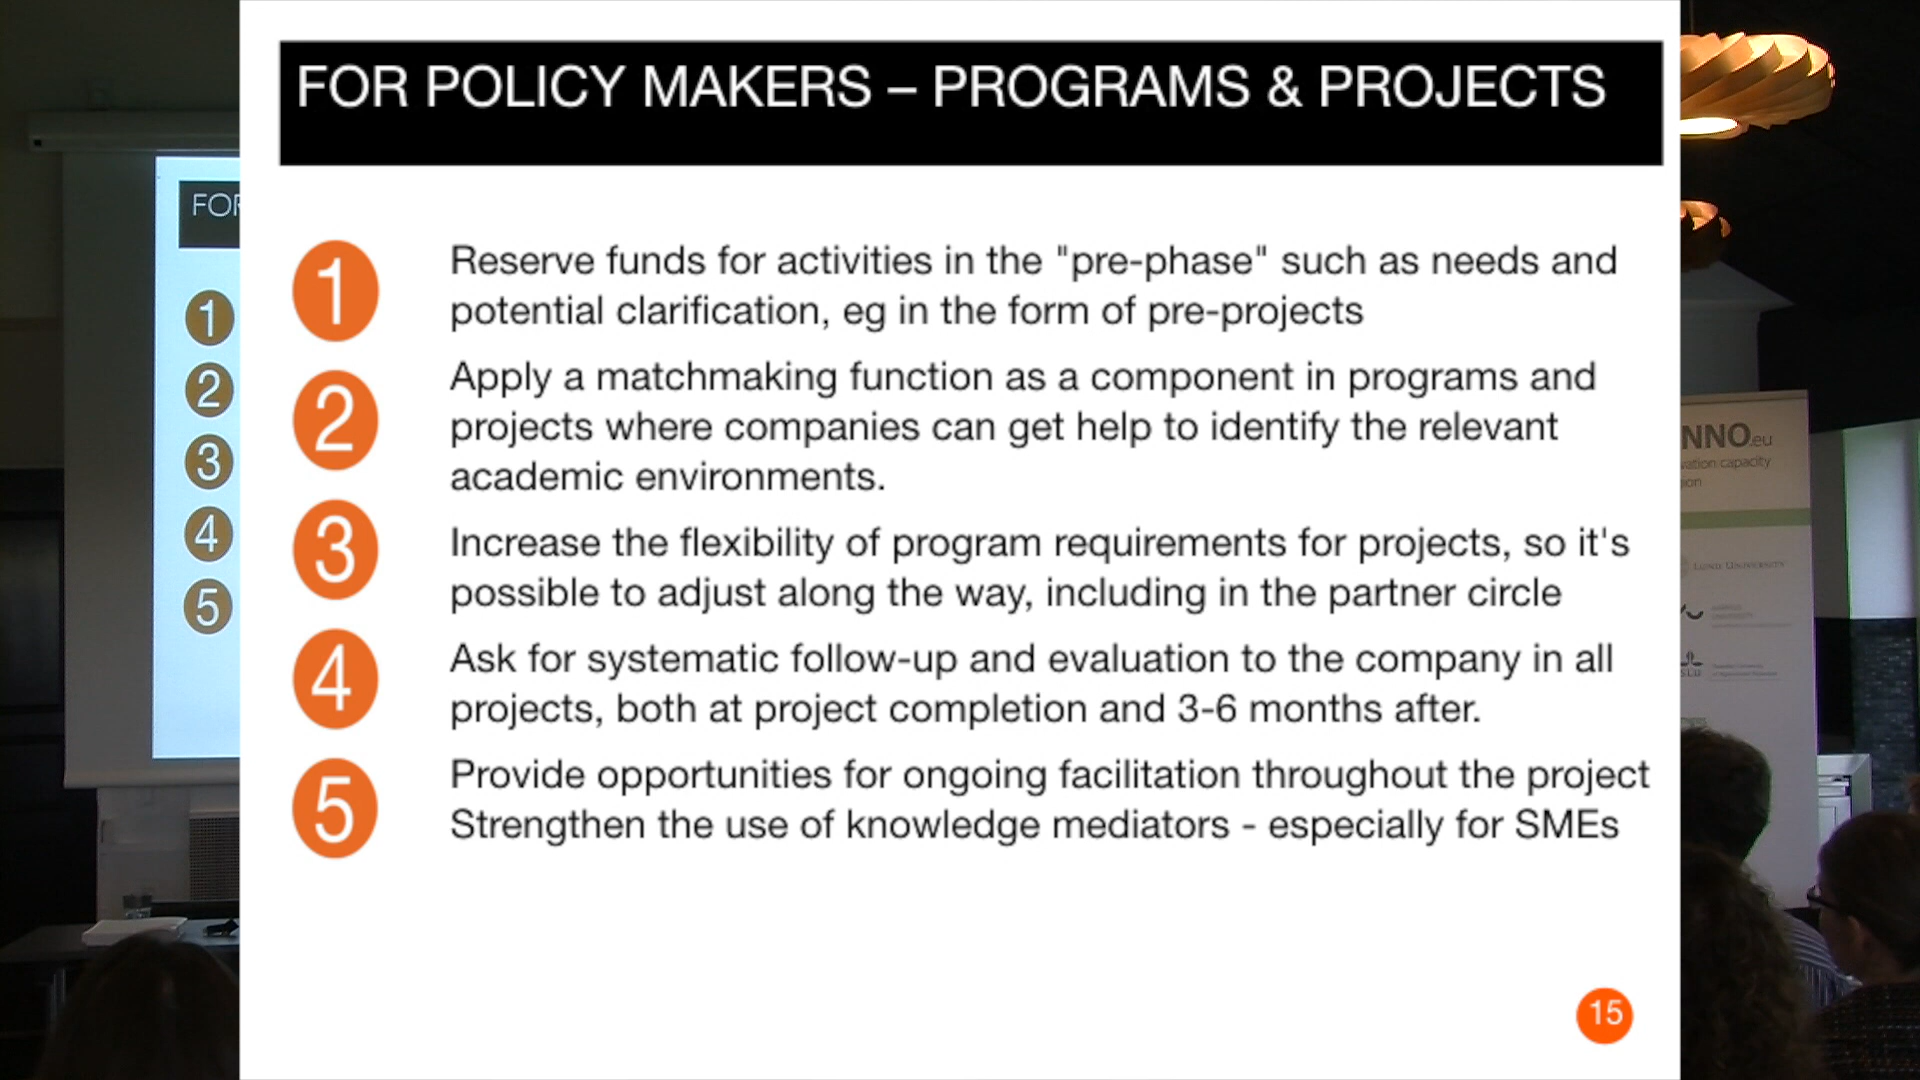 FOR POLICY MAKERS – PROGRAMS & PROJECTS
1
Reserve funds for activities in the "pre-phase" such as needs and
potential clarification, eg in the form of pre-projects
2
Apply a matchmaking function as a component in programs and
projects where companies can get help to identify the relevant
academic environments.
3
Increase the flexibility of program requirements for projects, so it's
possible to adjust along the way, including in the partner circle
4
Ask for systematic follow-up and evaluation to the company in all
projects, both at project completion and 3-6 months after.
5
Provide opportunities for ongoing facilitation throughout the project
Strengthen the use of knowledge mediators - especially for SMEs
15
FOR
1
2
3
4
5
NNO.eu
vation capacity
ion
LUND UNIVERSITY
SLU